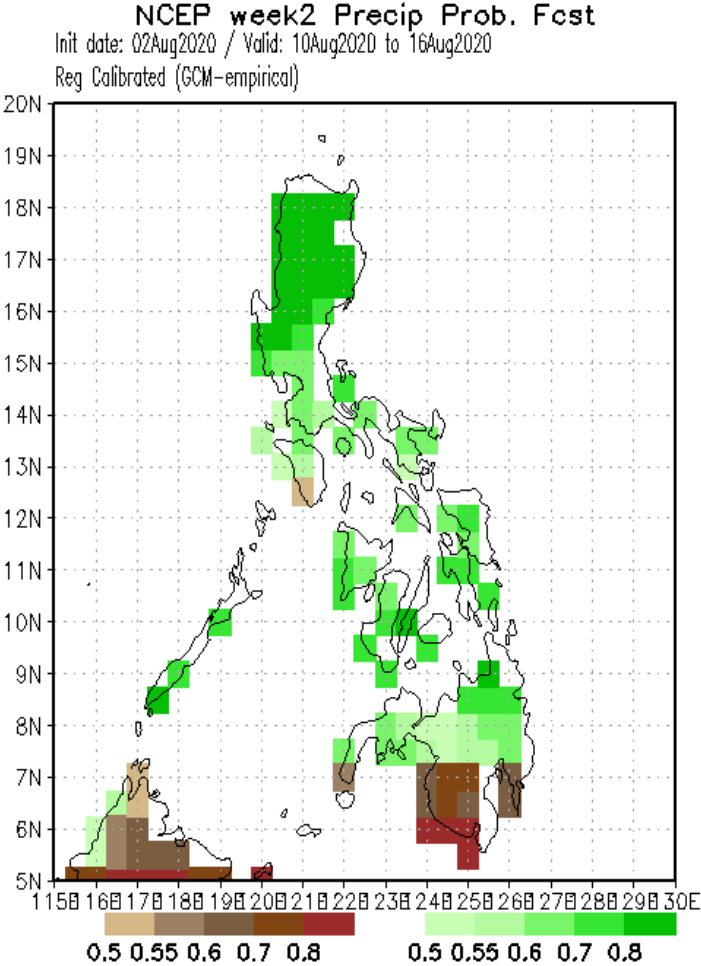 NCEP week2 Precip Prob. Fcst
Init date: 02Aug2020 / Valid: 10Aug2020 to 16Aug2020
Reg Calibrated (GCM-empirical)
20N
19N
18N
17N
16N
15N
14N
13N
12N
11N
10N
9N
8N
7N
6N
5N
115E 116E 117E 118E 119E 120E 121E 122E 123E 124E 125E 126E 127E 128E 129E 130E
0.5 0.55 0.6 0.7 0.8 0.5 0.55 0.6 0.7 0.8